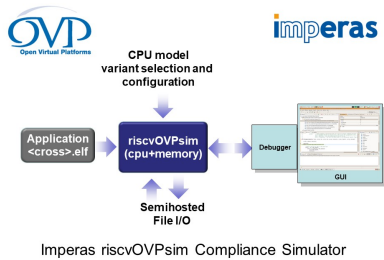 OVP
Open Virtual Platforms
imperas
CPU model
variant selection and
configuration
Application
<cross>.elf
riscvOVPsim
(cpu+memory)
Debugger
GUI
Semihosted
File I/O
Imperas riscvOVPsim Compliance Simulator